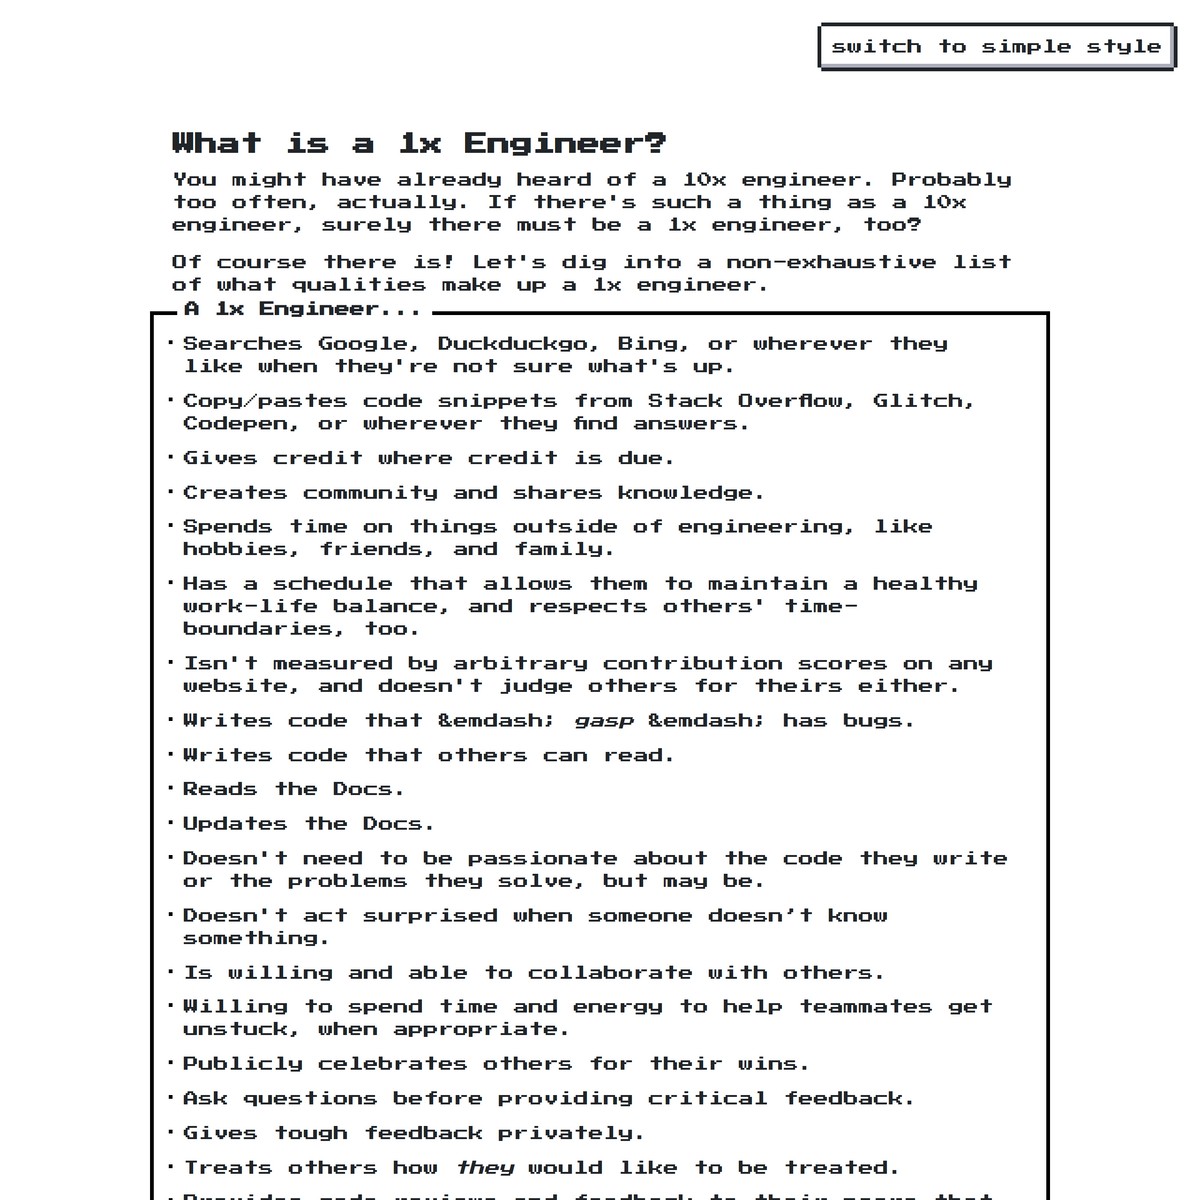 switch to simple style
What is a 1x Engineer?
You might have already heard of a 10x engineer. Probably
too often, actually. If there's such a thing as a 10x
engineer, surely there must be a 1x engineer, too?
Of course there is! Let's dig into a non-exhaustive list
of what qualities make up a 1x engineer.
A 1x Engineer...
· Searches Google, Duckduckgo, Bing, or wherever they
like when they're not sure what's up.
· Copy/pastes code snippets from Stack Overflow, Glitch,
Codepen, or wherever they find answers.
· Gives credit where credit is due.
· Creates community and shares knowledge.
· Spends time on things outside of engineering, like
hobbies, friends, and family.
· Has a schedule that allows them to maintain a healthy
work-life balance, and respects others' time-
boundaries, too.
· Isn't measured by arbitrary contribution scores on any
website, and doesn't judge others for theirs either.
· Writes code that &emdash; gasp &emdash; has bugs.
· Writes code that others can read.
· Reads the Docs.
· Updates the Docs.
· Doesn't need to be passionate about the code they write
or the problems they solve, but may be.
· Doesn't act surprised when someone doesn’t know
something.
· Is willing and able to collaborate with others.
· Willing to spend time and energy to help teammates get
unstuck, when appropriate.
· Publicly celebrates others for their wins.
· Ask questions before providing critical feedback.
· Gives tough feedback privately.
· Treats others how they would like to be treated.
· Provides code reviews and feedback to their peers that